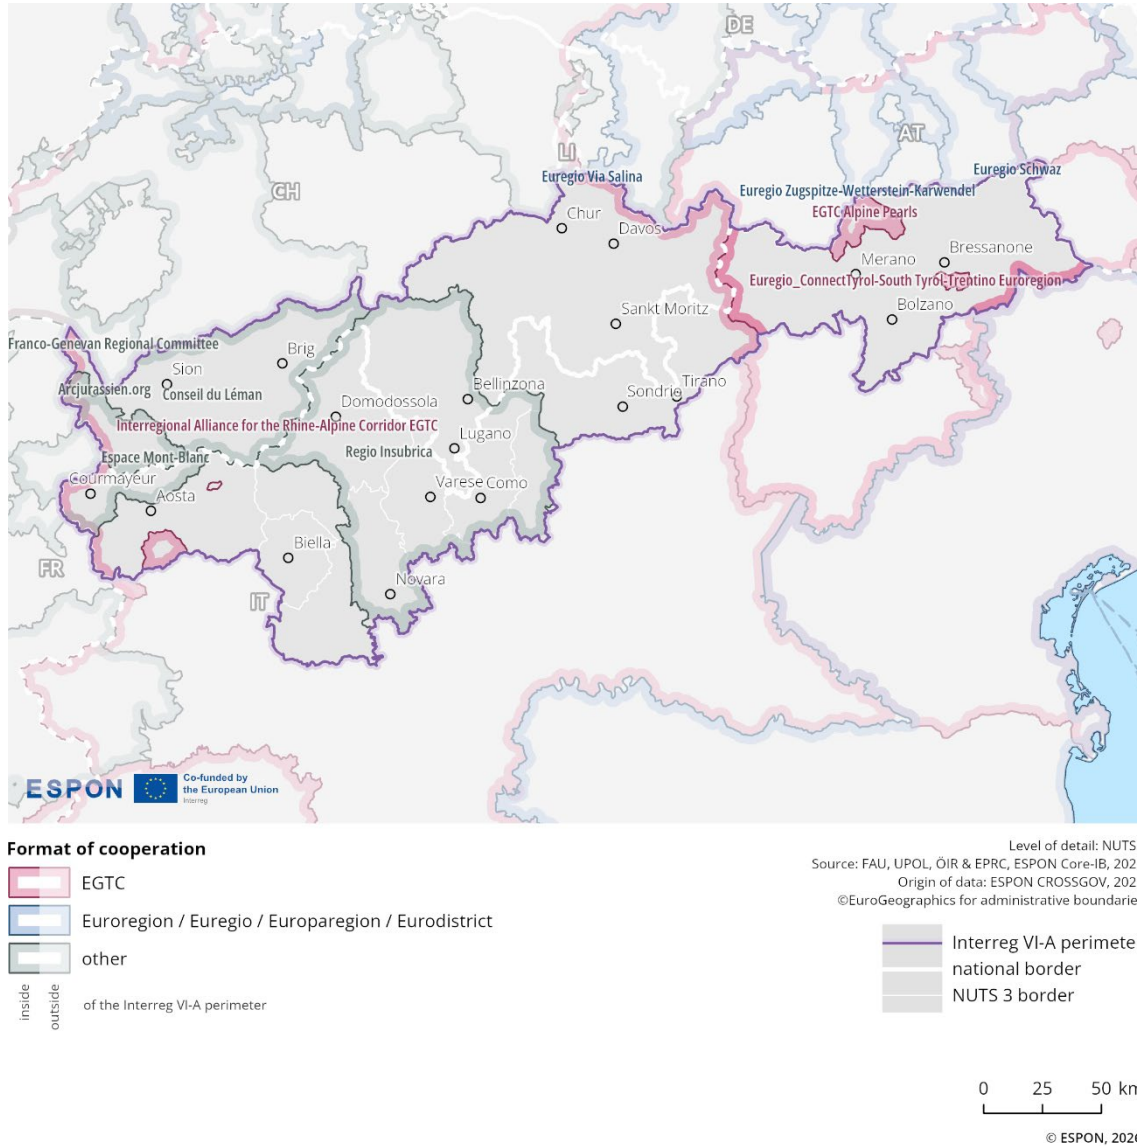 DE
AT
LI
CH
Euregio Via Salina
Euregio Schwaz
Euregio Zugspitze-Wetterstein-Karwendel
EGTC Alpine Pearls
Chur
Davos
Merano
Bressanone
Euregio_ConnectTyrol-South Tyrol-Trentino Euroregion
Bolzano
Sankt Moritz
Franco-Genevan Regional Committee
Brig
Sion
Arcjurassien.org
Conseil du Léman
Bellinzona
Tirano
Sondrio
Domodossola
Interregional Alliance for the Rhine-Alpine Corridor EGTC
Lugano
Regio Insubrica
Espace Mont-Blanc
Courmayeur
Aosta
Varese
Como
Biella
Novara
FR
IT
ESPON
Co-funded by
the European Union
Interreg
Format of cooperation
EGTC
Euroregion / Euregio / Europaregion / Eurodistrict
other
inside
outside
of the Interreg VI-A perimeter
Level of detail: NUTS
Source: FAU, UPOL, ÖIR & EPRC, ESPON Core-IB, 202
Origin of data: ESPON CROSSGOV, 202
©EuroGeographics for administrative boundarie
Interreg VI-A perimete
national border
NUTS 3 border
0 25 50 km
© ESPON, 202